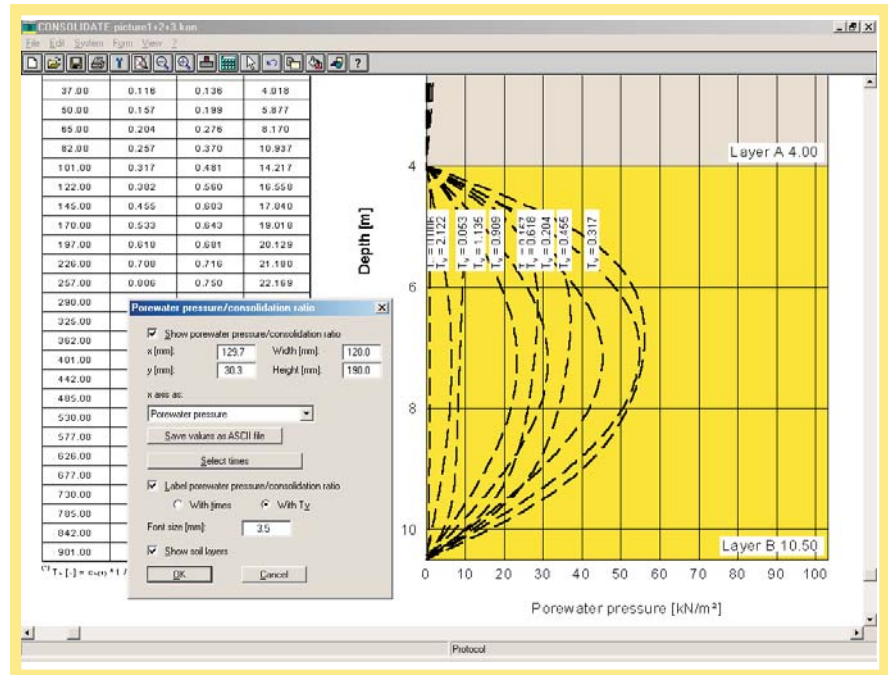 CONSOLIDATE picture1+2+3.kon
File Edit System Form View ?
37.00 0.116 0.136 4.018
50.00 0.157 0.199 5.877
65.00 0.204 0.276 8.170
82.00 0.257 0.370 10.937
101.00 0.317 0.481 14.217
122.00 0.382 0.560 16.550
145.00 0.455 0.603 17.840
170.00 0.533 0.643 19.018
197.00 0.618 0.681 20.129
226.00 0.708 0.716 21.180
257.00 0.806 0.750 22.169
290.00
325.00
362.00
401.00
442.00
485.00
530.00
577.00
626.00
677.00
730.00
785.00
842.00
901.00
Porewater pressure/consolidation ratio
Show porewater pressure/consolidation ratio
x [mm]: 129.7 Width [mm]: 120.0
y [mm]: 30.3 Height [mm]: 190.0
x axis as:
Porewater pressure
Save values as ASCII file
Select times
Label porewater pressure/consolidation ratio
With times With Tv
Font size [mm]: 3.5
Show soil layers
OK Cancel
Depth [m]
4
6
8
10
Layer A 4.00
Tv = 2.122
Tv = 0.053
Tv = 1.135
Tv = 0.909
Tv = 0.618
Tv = 0.204
Tv = 0.455
Tv = 0.317
Layer B 10.50
0 10 20 30 40 50 60 70 80 90 100
Porewater pressure [kN/m²]
Protocol